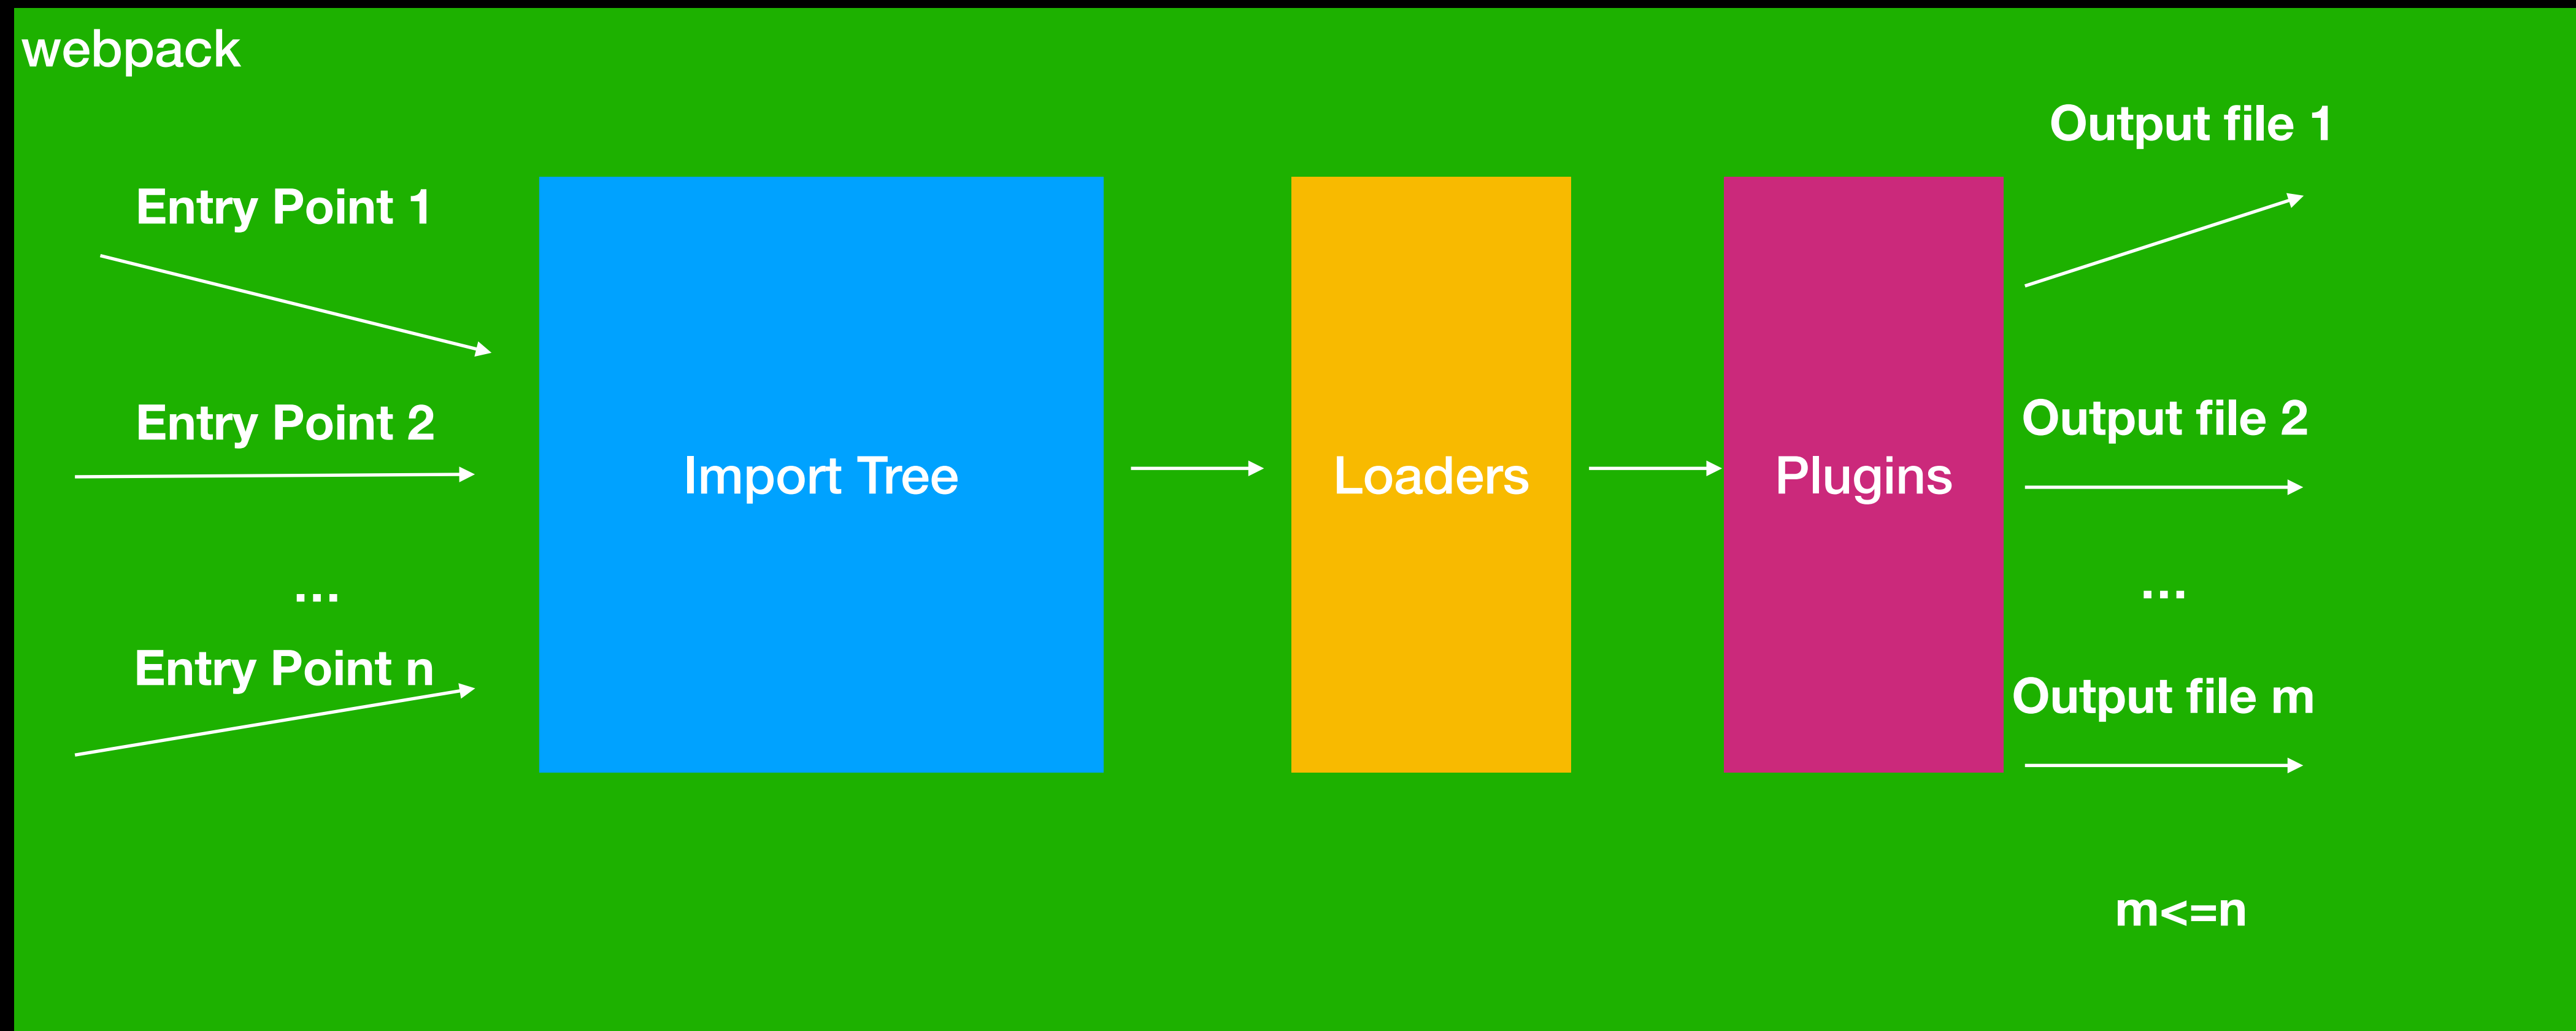 webpack
Entry Point 1
Entry Point 2
...
Entry Point n
Import Tree
Loaders
Plugins
Output file 1
Output file 2
...
Output file m
m<=n